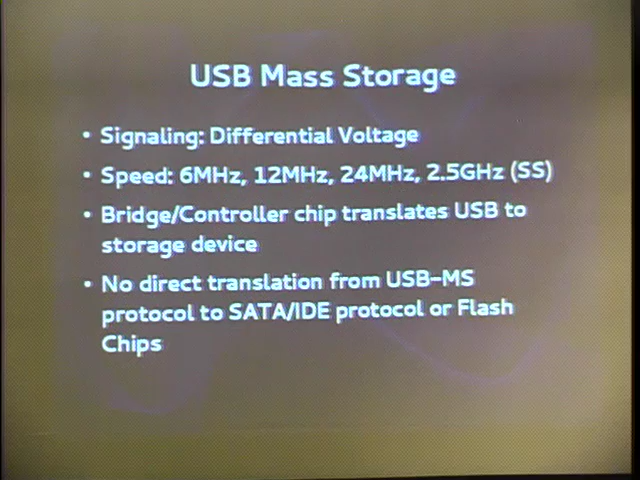 USB Mass Storage
• Signaling: Differential Voltage
• Speed: 6MHz, 12MHz, 24MHz, 2.5GHz (SS)
• Bridge/Controller chip translates USB to
storage device
• No direct translation from USB-MS
protocol to SATA/IDE protocol or Flash
Chips